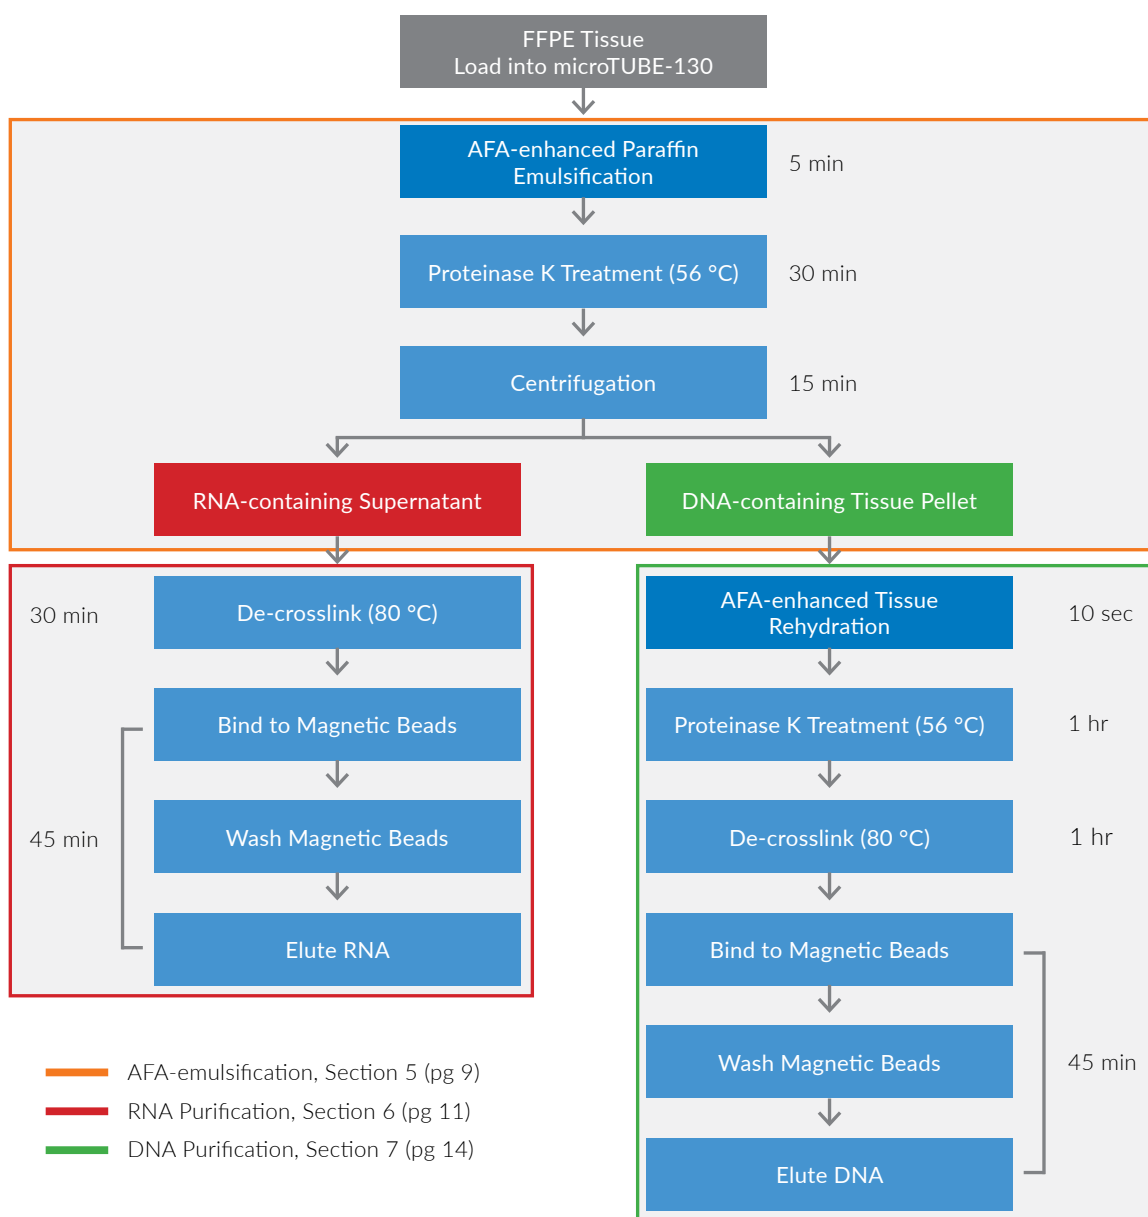 FFPE Tissue
Load into microTUBE-130
AFA-enhanced Paraffin
Emulsification
5 min
Proteinase K Treatment (56 °C)
30 min
Centrifugation
15 min
RNA-containing Supernatant
DNA-containing Tissue Pellet
30 min
De-crosslink (80 °C)
Bind to Magnetic Beads
45 min
Wash Magnetic Beads
Elute RNA
AFA-enhanced Tissue
Rehydration
10 sec
Proteinase K Treatment (56 °C)
1 hr
De-crosslink (80 °C)
1 hr
Bind to Magnetic Beads
Wash Magnetic Beads
45 min
Elute DNA
AFA-emulsification, Section 5 (pg 9)
RNA Purification, Section 6 (pg 11)
DNA Purification, Section 7 (pg 14)